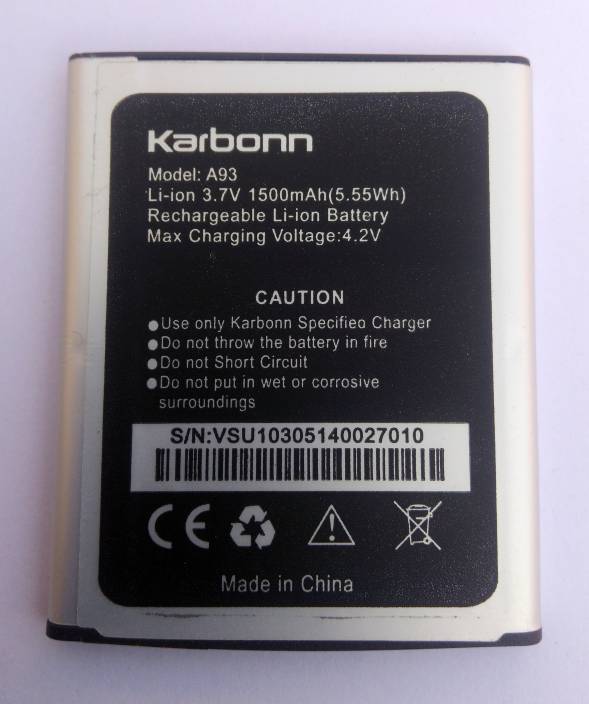 Karbonn
Model: A93
Li-ion 3.7V 1500mAh(5.55Wh)
Rechargeable Li-ion Battery
Max Charging Voltage:4.2V
CAUTION
●Use only Karbonn Specified Charger
●Do not throw the battery in fire
●Do not Short Circuit
●Do not put in wet or corrosive
surroundings
S/N:VSU10305140027010
CE
Made in China